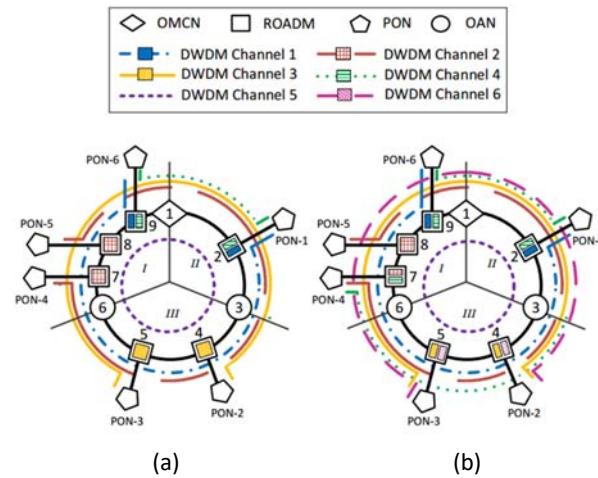 OMCN ROADM PON OAN
DWDM Channel 1 DWDM Channel 2
DWDM Channel 3 DWDM Channel 4
DWDM Channel 5 DWDM Channel 6
PON-6
PON-5
PON-4
PON-3
PON-2
PON-1
1
2
3
4
5
6
7
8
9
I
II
III
(a)
PON-6
PON-5
PON-4
PON-3
PON-2
PON-
1
2
3
4
5
6
7
8
9
I
II
III
(b)